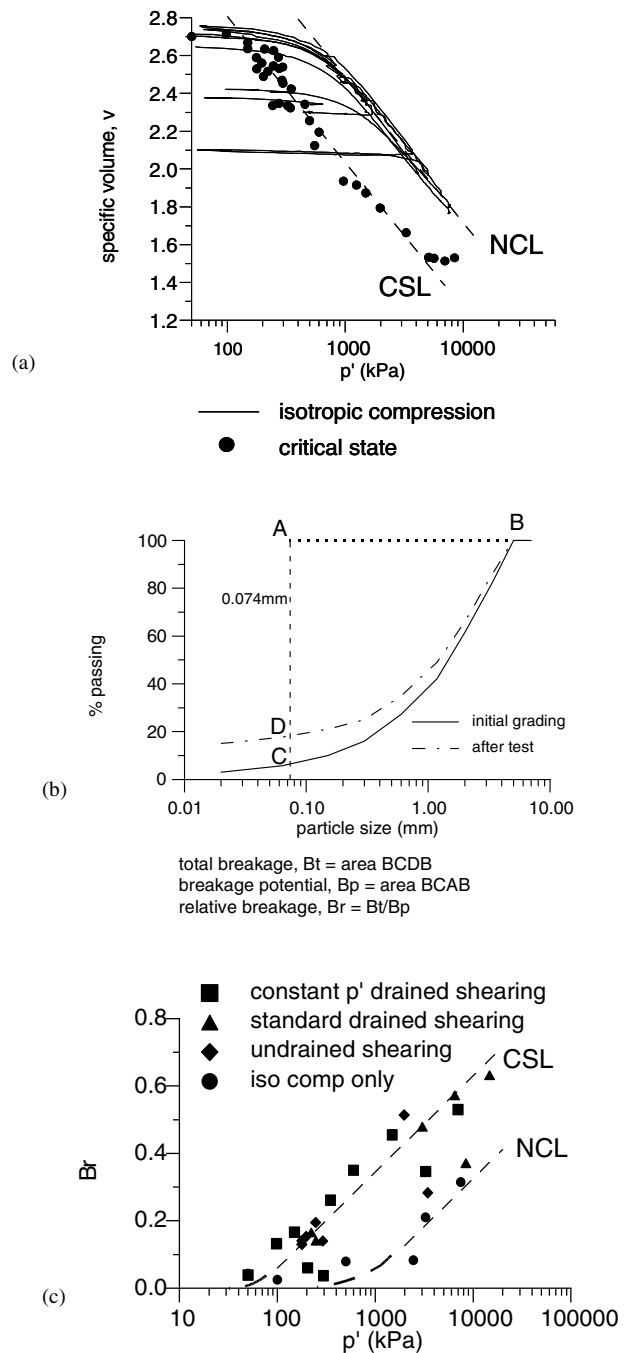 2.8
2.6
2.4
2.2
2.0
1.8
1.6
1.4
1.2
specific volume, v
NCL
CSL
100 1000 10000
p' (kPa)
(a)
isotropic compression
critical state
A B
100
80
60
40
20
0
% passing
0.074mm
D
C
initial grading
after test
0.01 0.10 1.00 10.00
particle size (mm)
(b)
total breakage, Bt = area BCDB
breakage potential, Bp = area BCAB
relative breakage, Br = Bt/Bp
constant p' drained shearing
standard drained shearing
undrained shearing
iso comp only
0.8
0.6
0.4
0.2
0.0
Br
CSL
NCL
(c)
10 100 1000 10000 100000
p' (kPa)